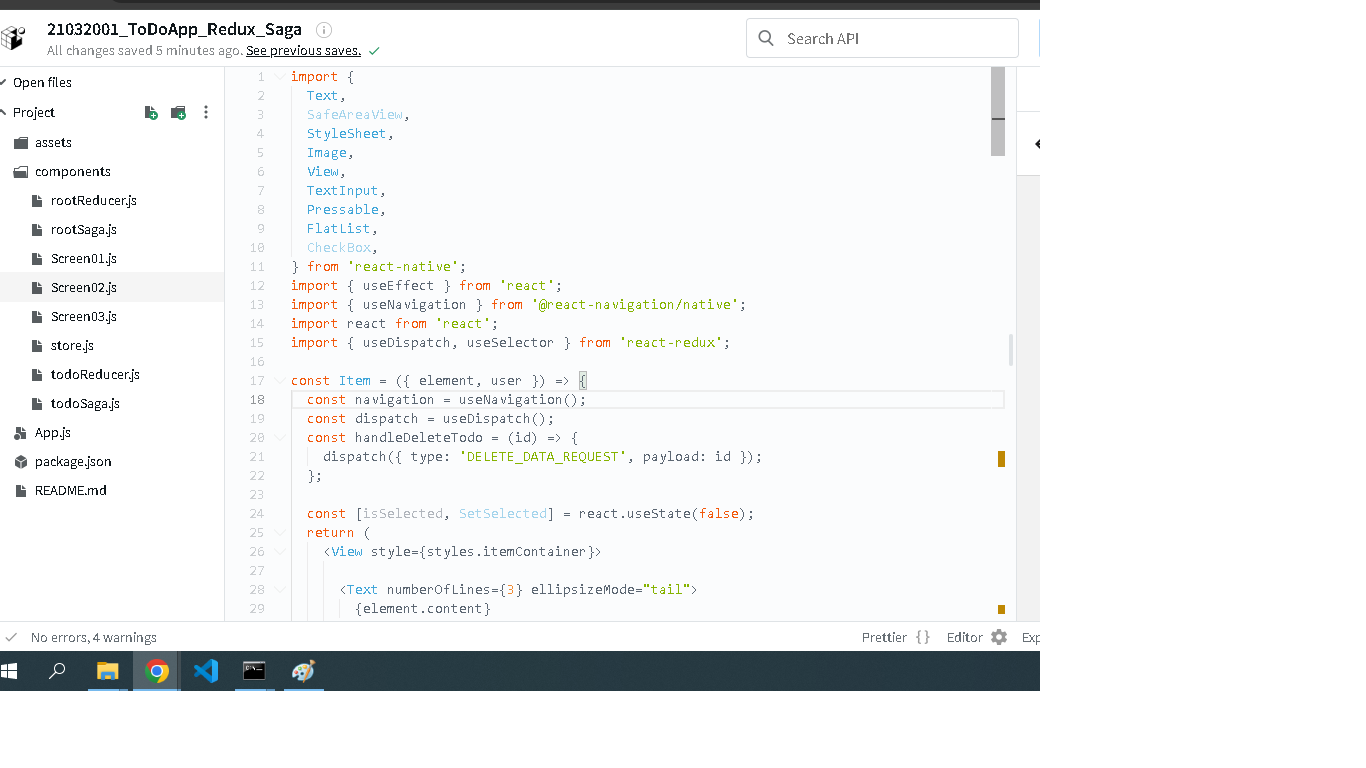 21032001_ToDoApp_Redux_Saga
All changes saved 5 minutes ago. See previous saves.
Search API
Open files
Project
assets
components
rootReducer.js
rootSaga.js
Screen01.js
Screen02.js
Screen03.js
store.js
todoReducer.js
todoSaga.js
App.js
package.json
README.md
1 import {
2 Text,
3 SafeAreaView,
4 StyleSheet,
5 Image,
6 View,
7 TextInput,
8 Pressable,
9 FlatList,
10 CheckBox,
11 } from 'react-native';
12 import { useEffect } from 'react';
13 import { useNavigation } from '@react-navigation/native';
14 import react from 'react';
15 import { useDispatch, useSelector } from 'react-redux';
16
17 const Item = ({ element, user }) => {
18 const navigation = useNavigation();
19 const dispatch = useDispatch();
20 const handleDeleteTodo = (id) => {
21 dispatch({ type: 'DELETE_DATA_REQUEST', payload: id });
22 };
23
24 const [isSelected, SetSelected] = react.useState(false);
25 return (
26 <View style={styles.itemContainer}>
27
28 <Text numberOfLines={3} ellipsizeMode="tail">
29 {element.content}
No errors, 4 warnings
Prettier {} Editor Exp